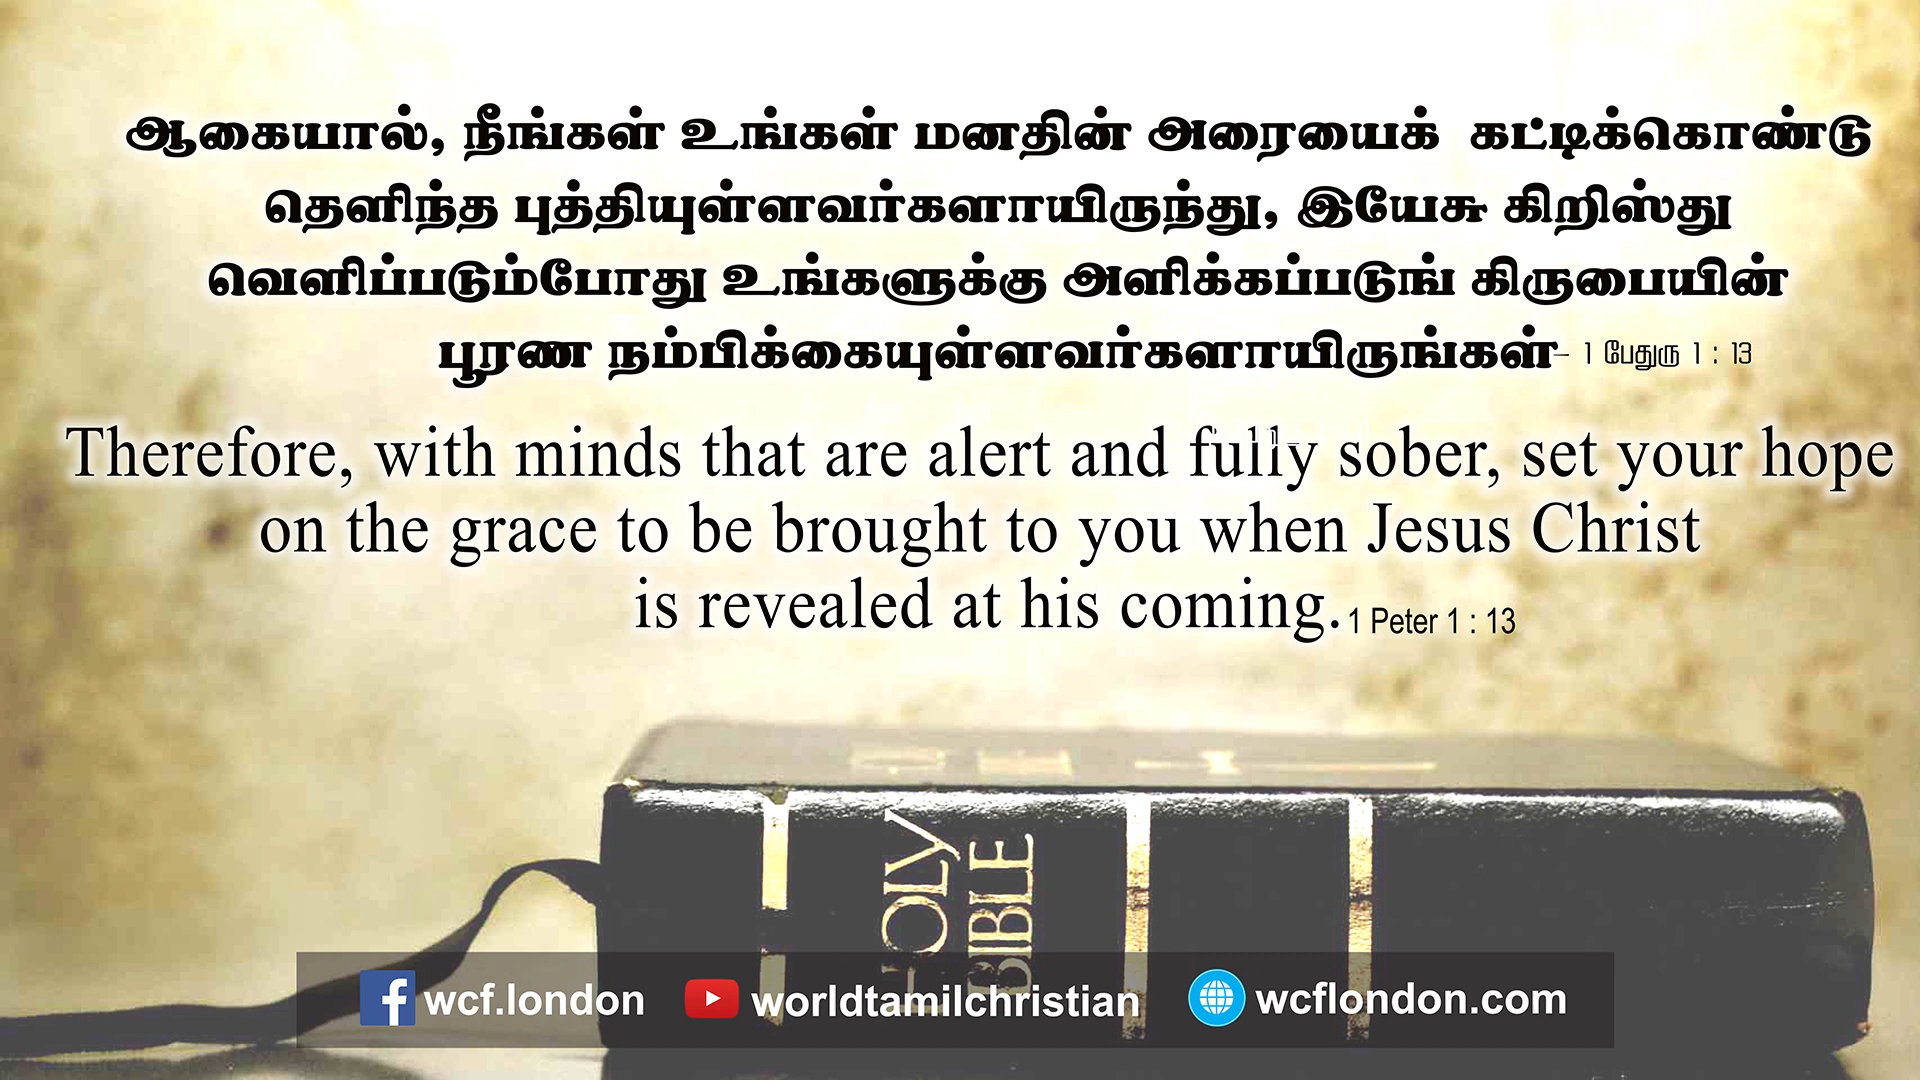 ஆகையால், நீங்கள் உங்கள் மனதின் அரையைக் கட்டிக்கொண்டு
தெளிந்த புத்தியுள்ளவர்களாயிருந்து, இயேசு கிறிஸ்து
வெளிப்படும்போது உங்களுக்கு அளிக்கப்படுங் கிருபையின்
பூரண நம்பிக்கையுள்ளவர்களாயிருங்கள் – 1 பேதுரு 1 : 13
Therefore, with minds that are alert and fully sober, set your hope
on the grace to be brought to you when Jesus Christ
is revealed at his coming. 1 Peter 1 : 13
HOLY
BIBLE
wcf.london worldtamilchristian wcflondon.com